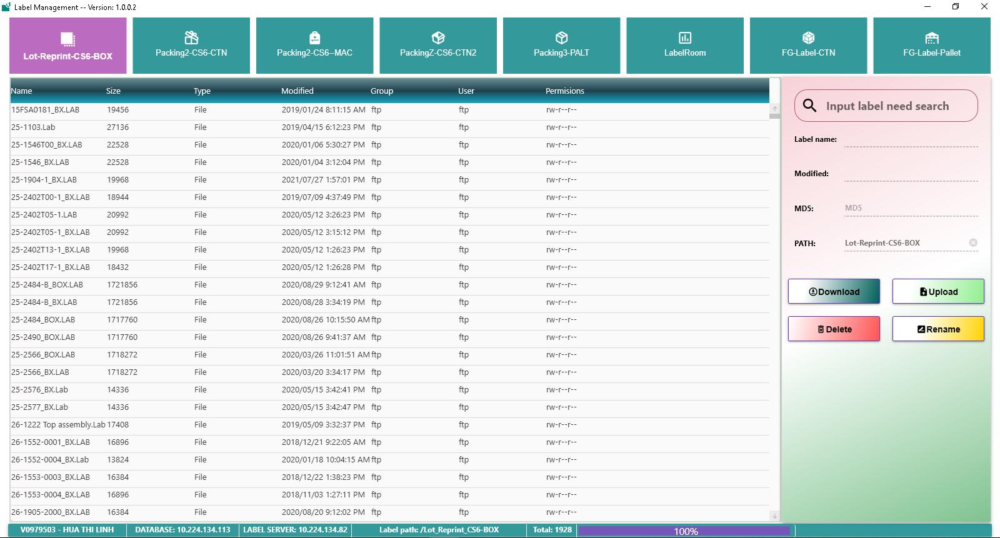 Label Management -- Version: 1.0.0.2
Lot-Reprint-CS6-BOX
Packing2-CS6-CTN
Packing2-CS6--MAC
PackingZ-CS6-CTN2
Packing3-PALT
LabelRoom
FG-Label-CTN
FG-Label-Pallet
Name Size Type Modified Group User Permisions
15FSA0181_BX.LAB 19456 File 2019/01/24 8:11:15 AM ftp ftp rw-r--r--
25-1103.Lab 27136 File 2019/04/15 6:12:23 PM ftp ftp rw-r--r--
25-1546T00_BX.LAB 22528 File 2020/01/06 5:30:27 PM ftp ftp rw-r--r--
25-1546_BX.LAB 22528 File 2020/01/04 3:12:04 PM ftp ftp rw-r--r--
25-1904-1_BX.LAB 19968 File 2021/07/27 1:57:01 PM ftp ftp rw-r--r--
25-2402T00-1_BX.LAB 18944 File 2019/07/09 4:37:49 PM ftp ftp rw-r--r--
25-2402T05-1.LAB 20992 File 2020/05/12 3:26:23 PM ftp ftp rw-r--r--
25-2402T05-1_BX.LAB 20992 File 2020/05/12 3:15:12 PM ftp ftp rw-r--r--
25-2402T13-1_BX.LAB 19968 File 2020/05/12 1:26:23 PM ftp ftp rw-r--r--
25-2402T17-1_BX.LAB 18432 File 2020/05/12 1:26:28 PM ftp ftp rw-r--r--
25-2484-B_BOX.LAB 1721856 File 2020/08/29 9:12:41 AM ftp ftp rw-r--r--
25-2484-B_BX.LAB 1721856 File 2020/08/28 3:34:19 PM ftp ftp rw-r--r--
25-2484_BOX.LAB 1717760 File 2020/08/26 10:15:50 AM ftp ftp rw-r--r--
25-2490_BOX.LAB 1717760 File 2020/08/26 9:41:37 AM ftp ftp rw-r--r--
25-2566_BOX.LAB 1718272 File 2020/03/26 11:01:51 AM ftp ftp rw-r--r--
25-2566_BX.LAB 1718272 File 2020/03/20 3:34:17 PM ftp ftp rw-r--r--
25-2576_BX.Lab 14336 File 2020/05/15 3:42:41 PM ftp ftp rw-r--r--
25-2577_BX.Lab 14336 File 2020/05/15 3:42:47 PM ftp ftp rw-r--r--
26-1222 Top assembly.Lab 17408 File 2019/05/09 3:32:37 PM ftp ftp rw-r--r--
26-1552-0001_BX.LAB 16896 File 2018/12/21 9:22:05 AM ftp ftp rw-r--r--
26-1552-0004_BX.Lab 13824 File 2020/01/18 10:04:15 AM ftp ftp rw-r--r--
26-1553-0003_BX.LAB 16384 File 2018/12/22 1:38:23 PM ftp ftp rw-r--r--
26-1553-0004_BX.LAB 16896 File 2018/11/03 1:27:11 PM ftp ftp rw-r--r--
26-1905-2000_BX.LAB 16384 File 2020/08/20 9:12:02 PM ftp ftp rw-r--r--
Input label need search
Label name:
Modified:
MD5: MD5
PATH: Lot-Reprint-CS6-BOX
Download
Upload
Delete
Rename
V0979503 - HUA THI LINH
DATABASE: 10.224.134.113
LABEL SERVER: 10.224.134.82
Label path: /Lot_Reprint_CS6-BOX
Total: 1928
100%